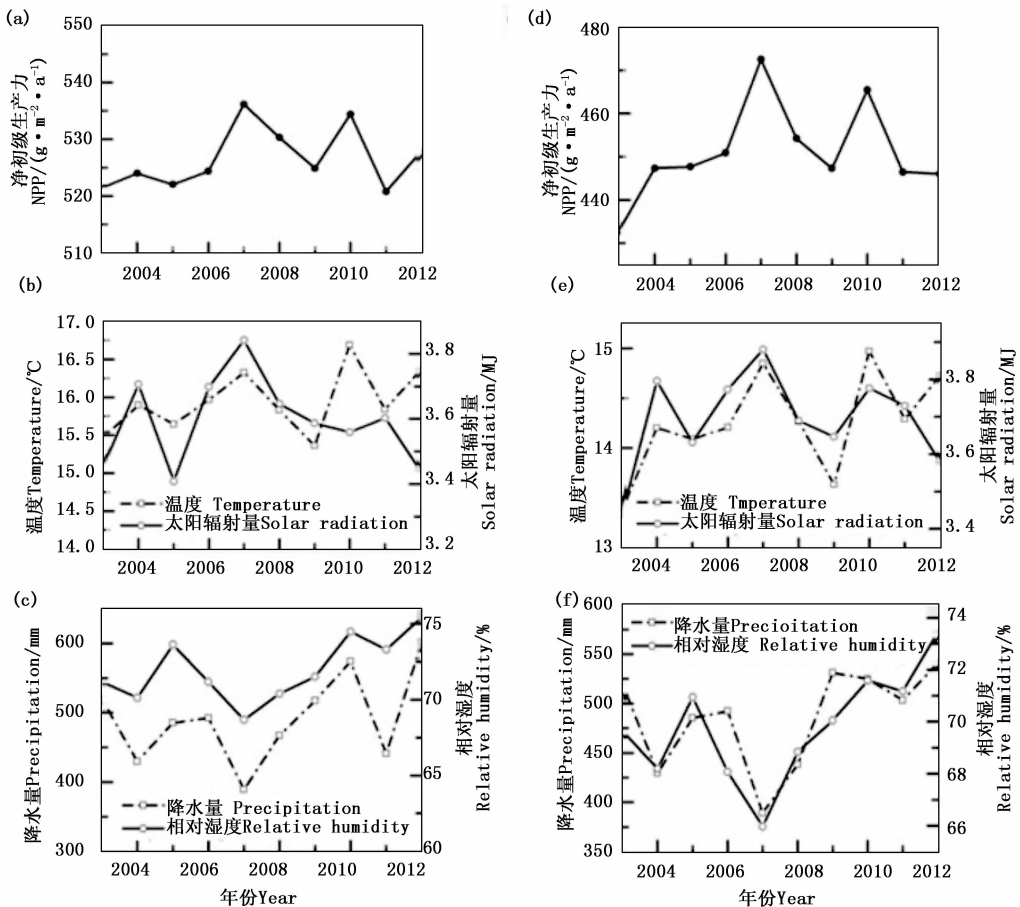 (a)
净初级生产力
NPP/(g·m⁻²·a⁻¹)
550
540
530
520
510
2004 2006 2008 2010 2012
(b)
温度Temperature/℃
17.0
16.5
16.0
15.5
15.0
14.5
14.0
3.8
3.6
3.4
3.2
太阳辐射量
Solar radiation/MJ
温度 Temperature
太阳辐射量Solar radiation
2004 2006 2008 2010 2012
(c)
降水量Precipitation/mm
600
500
400
300
75
70
65
60
相对湿度
Relative humidity/%
降水量 Precipitation
相对湿度Relative humidity
2004 2006 2008 2010 2012
年份Year
(d)
净初级生产力
NPP/(g·m⁻²·a⁻¹)
480
460
440
2004 2006 2008 2010 2012
(e)
温度Temperature/℃
15
14
13
3.8
3.6
3.4
太阳辐射量
Solar radiation/MJ
温度 Tmperature
太阳辐射量Solar radiation
2004 2006 2008 2010 2012
(f)
降水量Precipitation/mm
600
550
500
450
400
350
74
72
70
68
66
相对湿度
Relative humidity/%
降水量Precioitation
相对湿度 Relative humidity
2004 2006 2008 2010 2012
年份Year